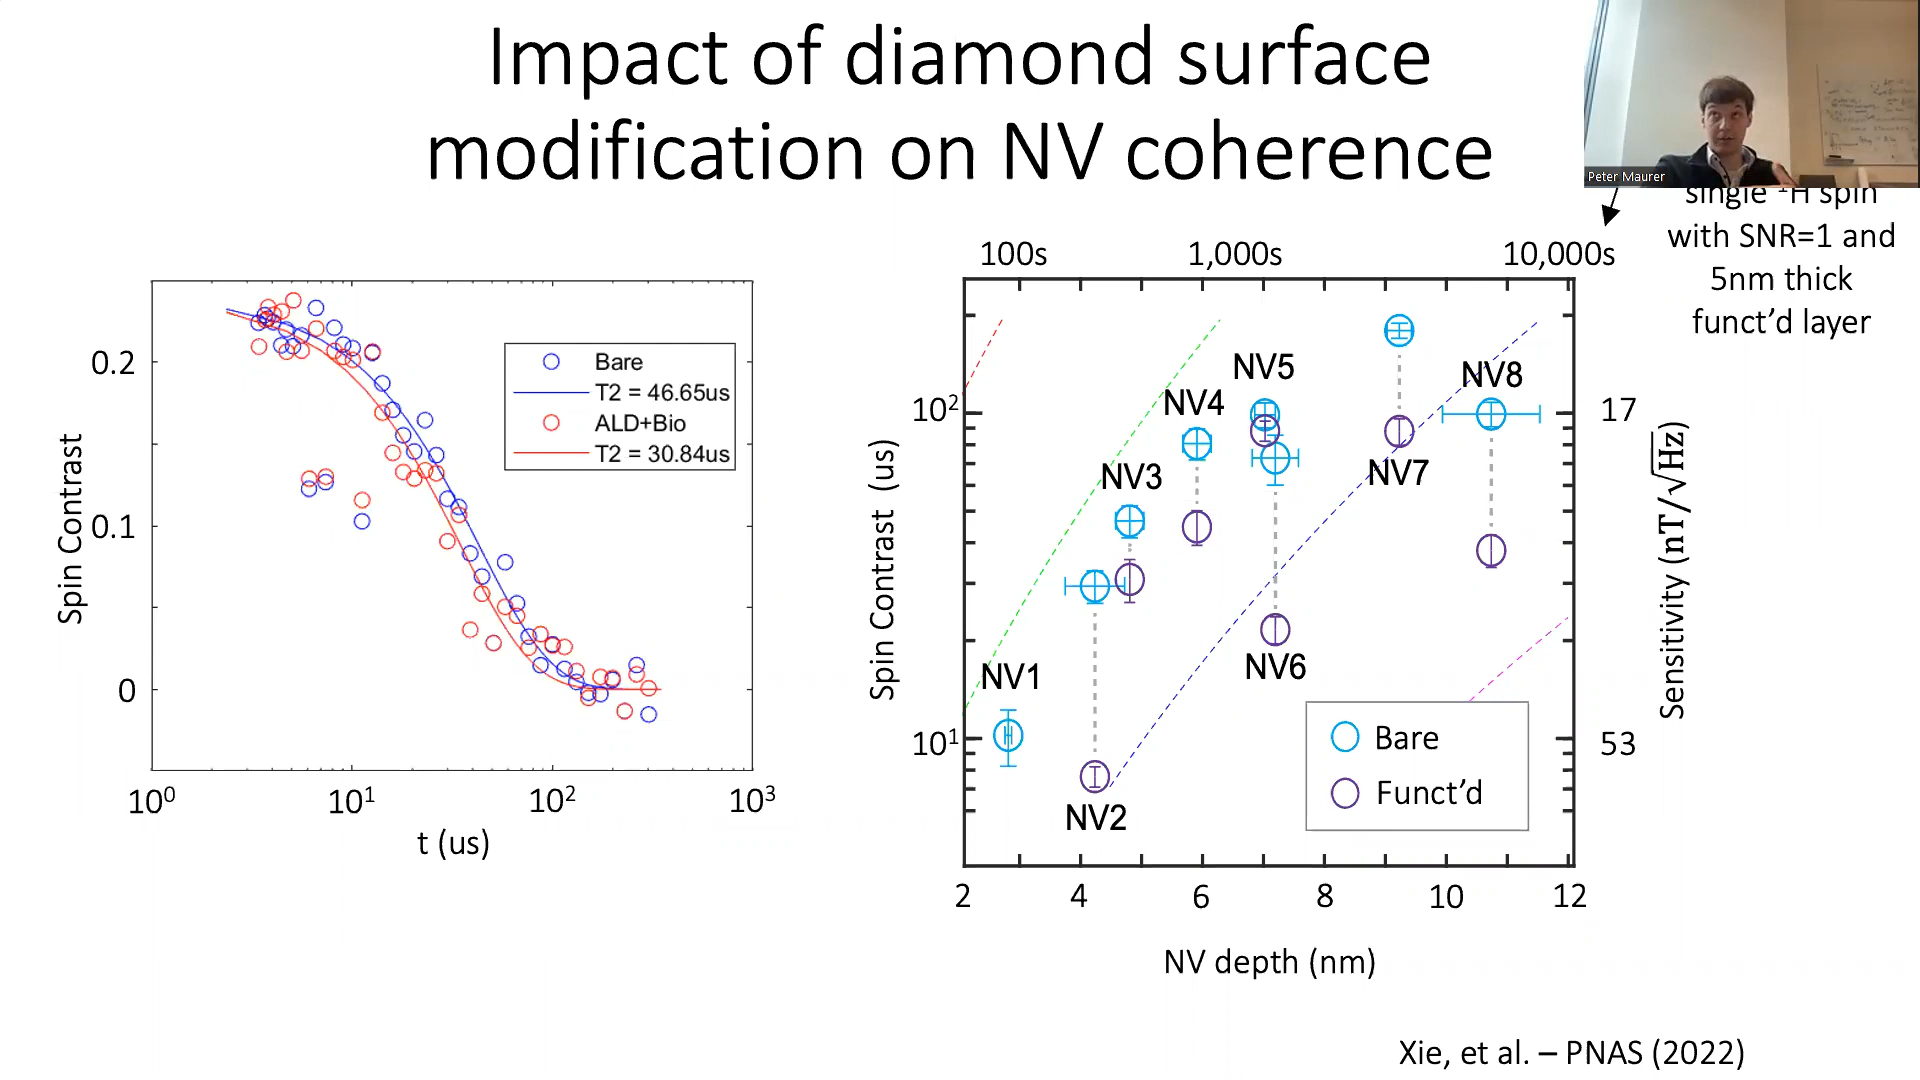 Impact of diamond surface
modification on NV coherence
Peter Maurer
single ¹H spin
with SNR=1 and
5nm thick
funct'd layer
Spin Contrast
0.2
0.1
0
10⁰
10¹
10²
10³
t (us)
Bare
T2 = 46.65us
ALD+Bio
T2 = 30.84us
100s
1,000s
10,000s
Spin Contrast (us)
10²
10¹
NV1
NV2
NV3
NV4
NV5
NV6
NV7
NV8
Bare
Funct'd
17
53
Sensitivity (nT/√Hz)
2
4
6
8
10
12
NV depth (nm)
Xie, et al. – PNAS (2022)